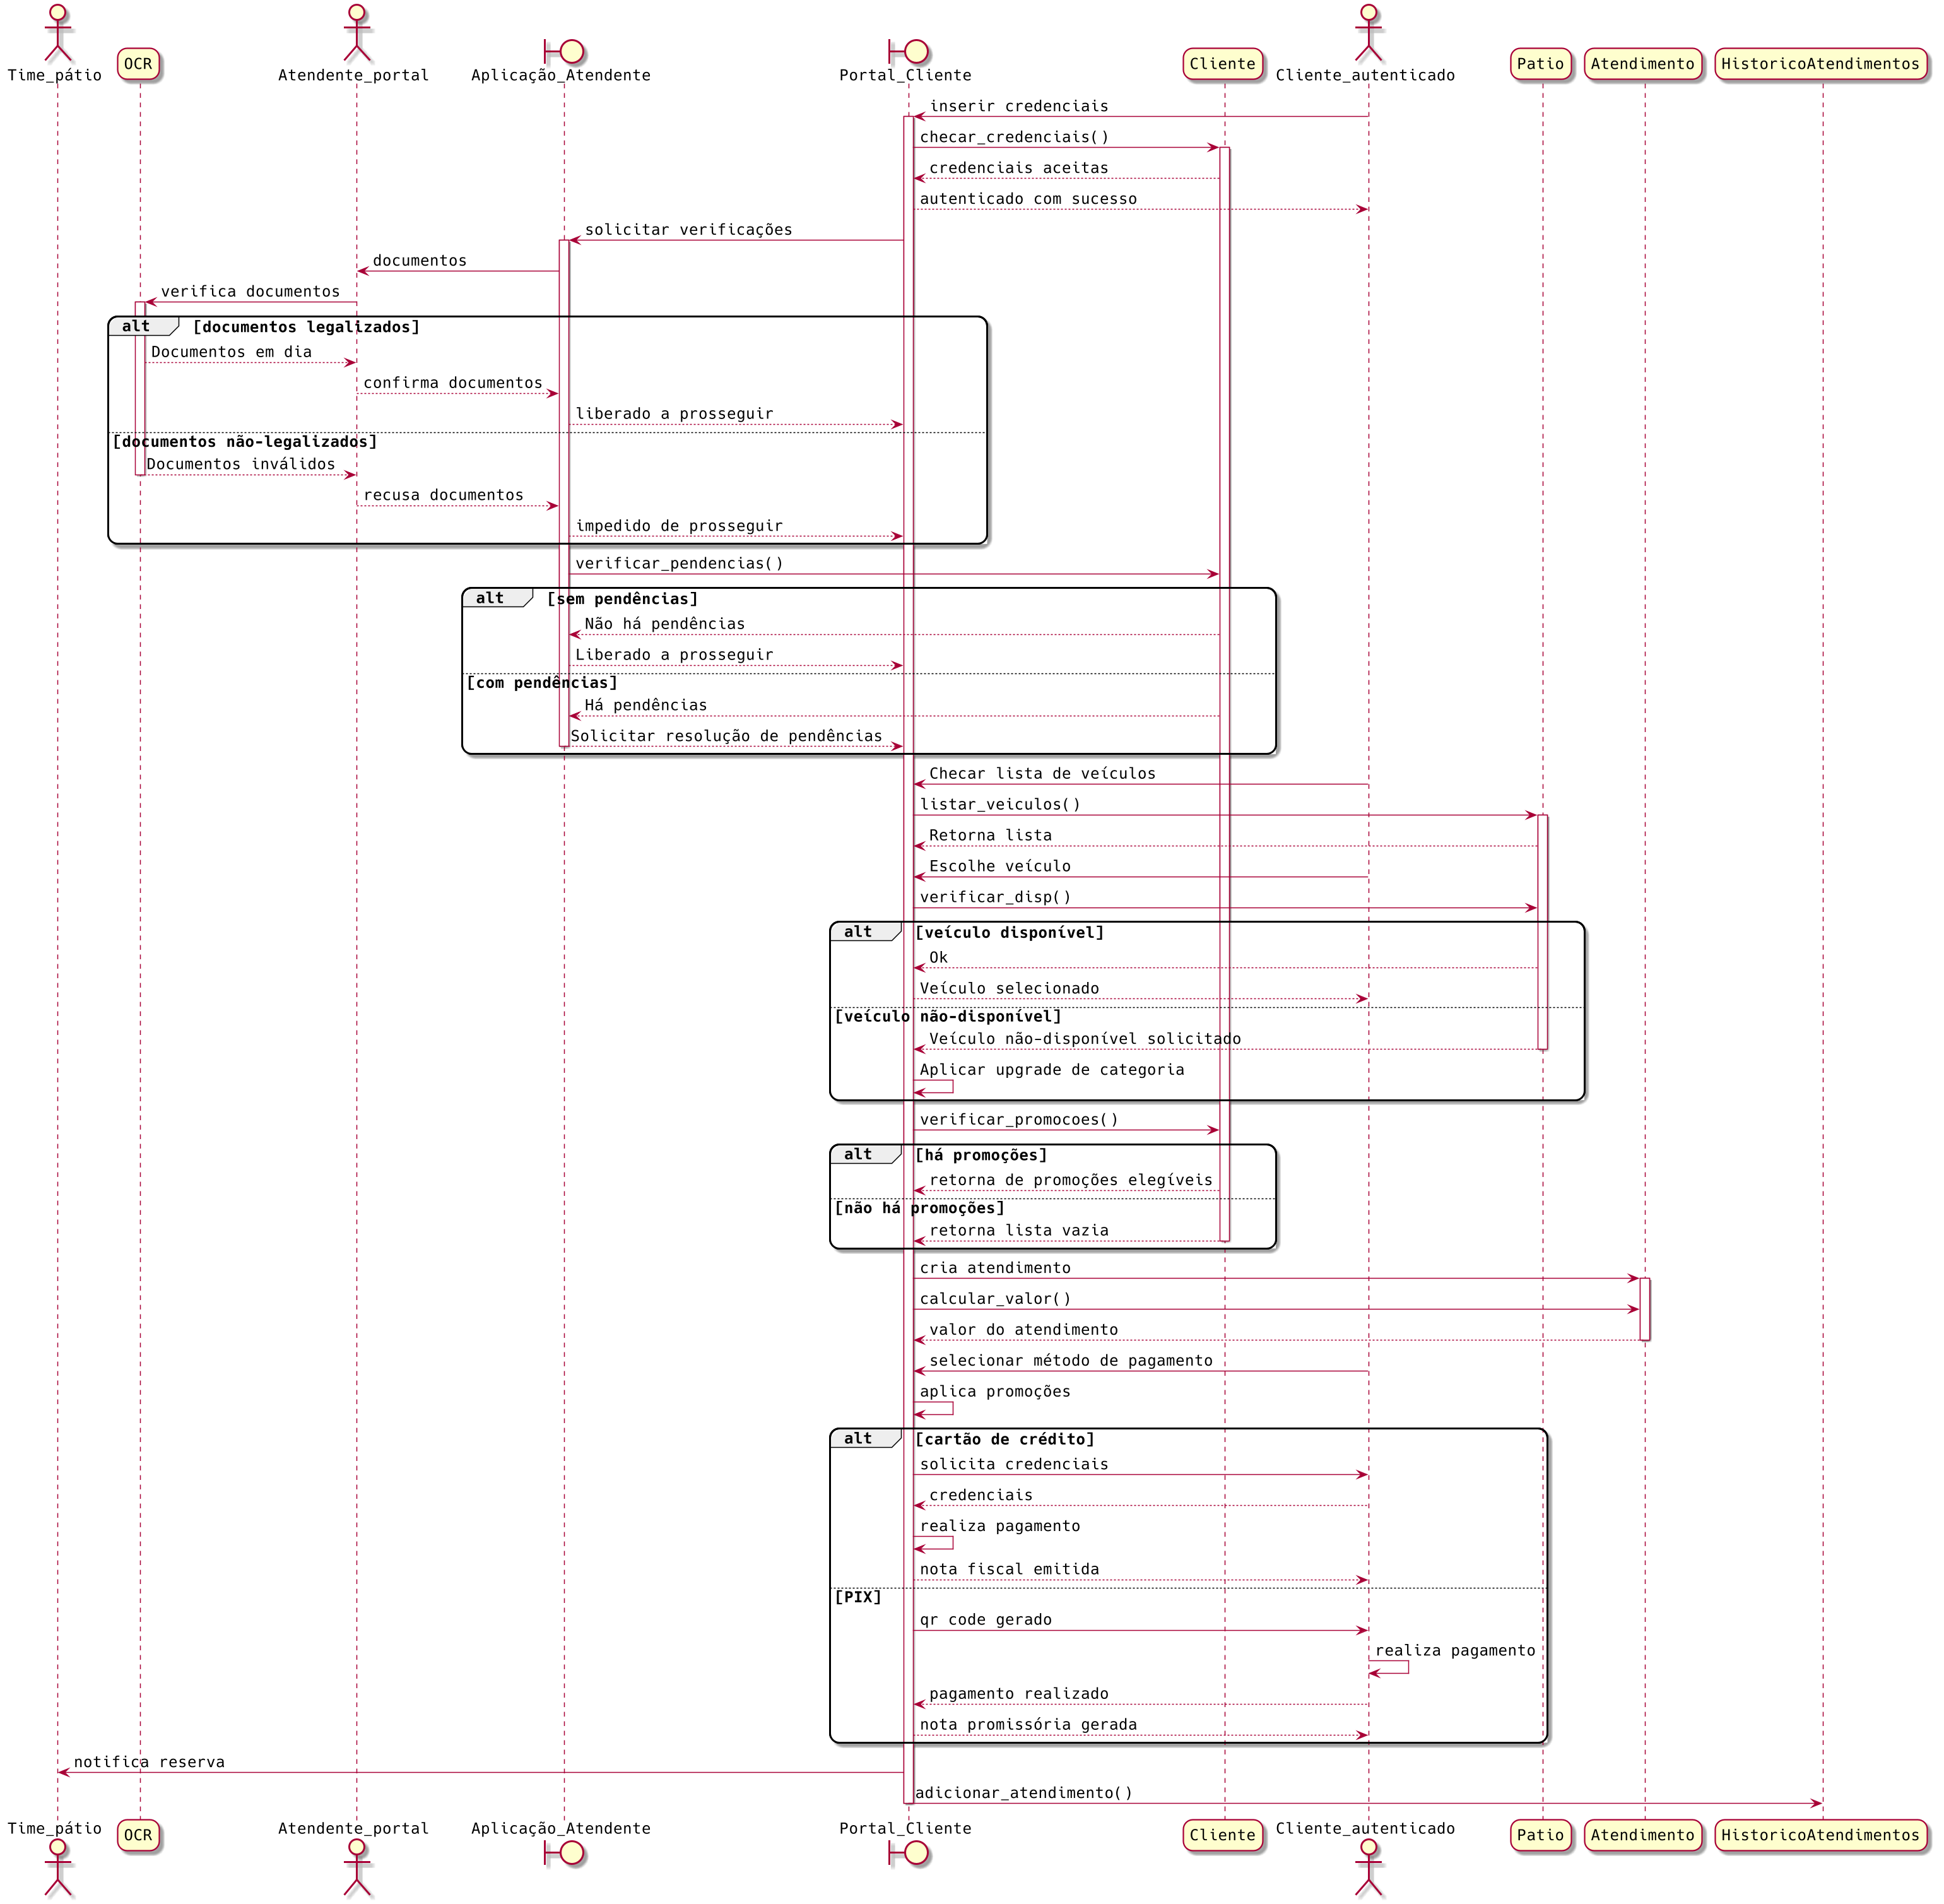 Time_pátio
OCR
Atendente_portal
Aplicação_Atendente
Portal_Cliente
Cliente
Cliente_autenticado
Patio
Atendimento
HistoricoAtendimentos
inserir credenciais
checar_credenciais()
credenciais aceitas
autenticado com sucesso
solicitar verificações
documentos
verifica documentos
alt [documentos legalizados]
Documentos em dia
confirma documentos
liberado a prosseguir
[documentos não-legalizados]
Documentos inválidos
recusa documentos
impedido de prosseguir
verificar_pendencias()
alt [sem pendências]
Não há pendências
Liberado a prosseguir
[com pendências]
Há pendências
Solicitar resolução de pendências
Checar lista de veículos
listar_veiculos()
Retorna lista
Escolhe veículo
verificar_disp()
alt [veículo disponível]
Ok
Veículo selecionado
[veículo não-disponível]
Veículo não-disponível solicitado
Aplicar upgrade de categoria
verificar_promocoes()
alt [há promoções]
retorna de promoções elegíveis
[não há promoções]
retorna lista vazia
cria atendimento
calcular_valor()
valor do atendimento
selecionar método de pagamento
aplica promoções
alt [cartão de crédito]
solicita credenciais
credenciais
realiza pagamento
nota fiscal emitida
[PIX]
qr code gerado
realiza pagamento
pagamento realizado
nota promissória gerada
notifica reserva
adicionar_atendimento()
Time_pátio
OCR
Atendente_portal
Aplicação_Atendente
Portal_Cliente
Cliente
Cliente_autenticado
Patio
Atendimento
HistoricoAtendimentos